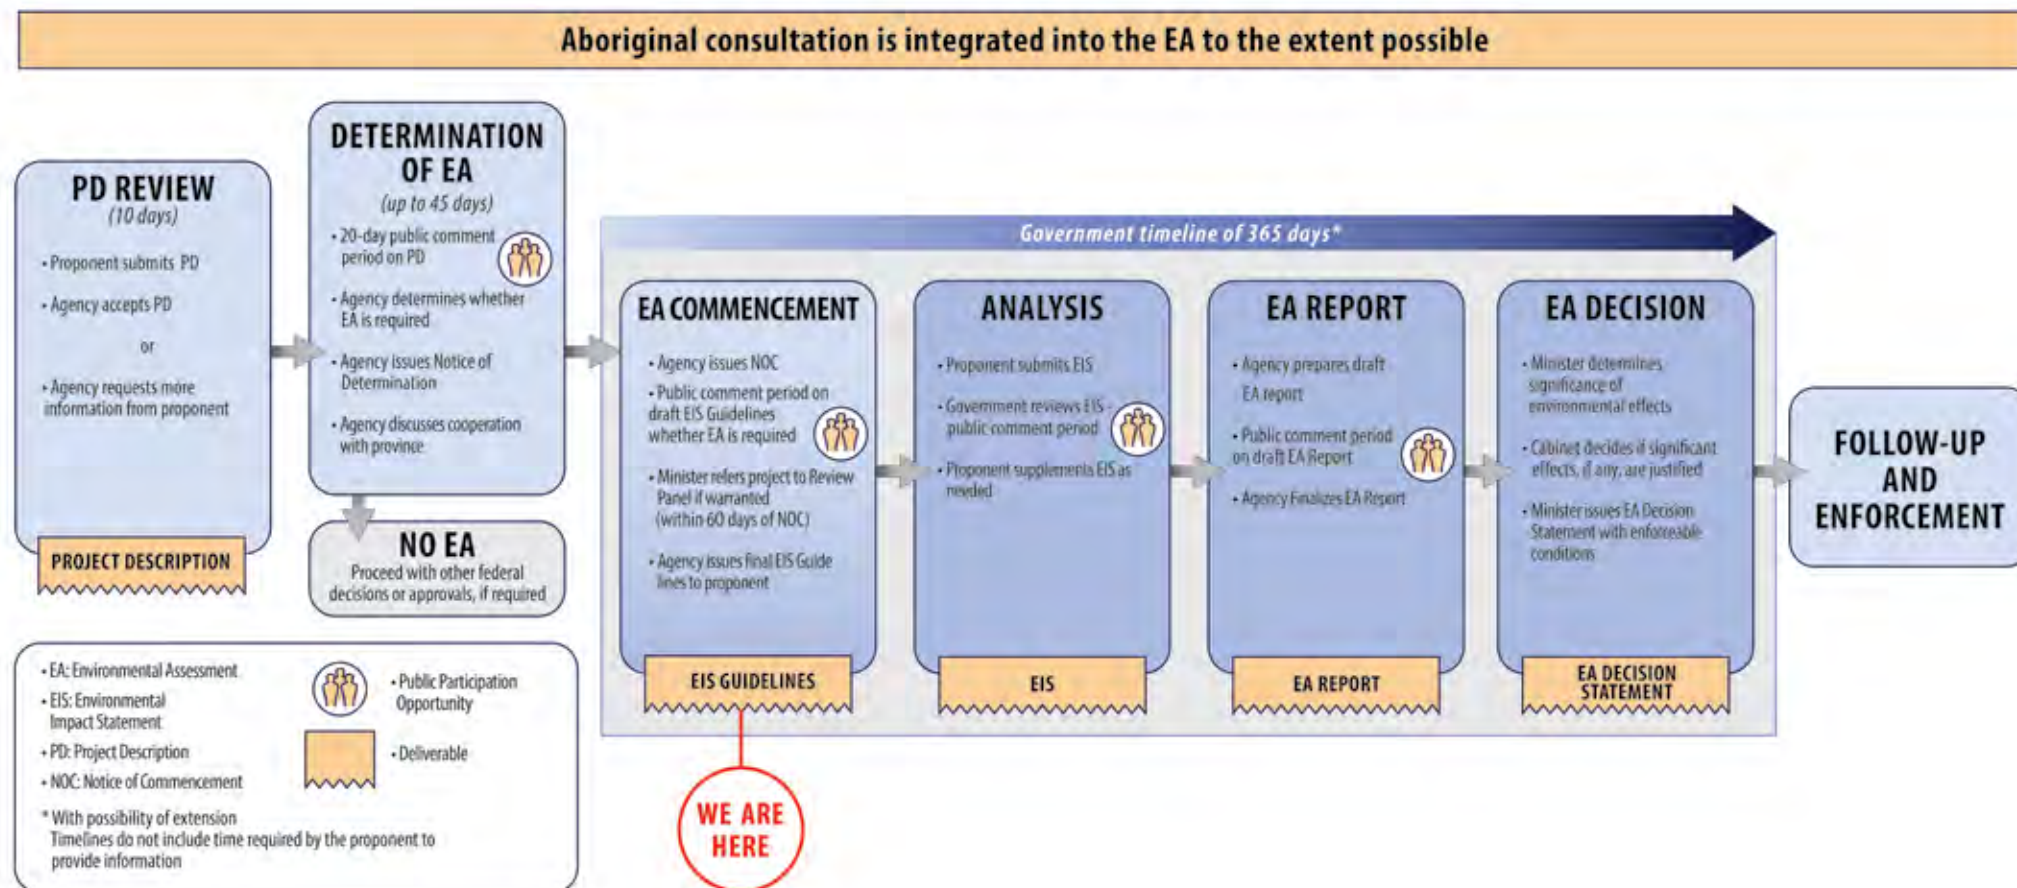 Aboriginal consultation is integrated into the EA to the extent possible
PD REVIEW
(10 days)
• Proponent submits PD
• Agency accepts PD
or
• Agency requests more
information from proponent
PROJECT DESCRIPTION
DETERMINATION
OF EA
(up to 45 days)
• 20-day public comment
period on PD
• Agency determines whether
EA is required
• Agency issues Notice of
Determination
• Agency discusses cooperation
with province
NO EA
Proceed with other federal
decisions or approvals, if required
Government timeline of 365 days*
EA COMMENCEMENT
• Agency issues NOC
• Public comment period on
draft EIS Guidelines
whether EA is required
• Minister refers project to Review
Panel if warranted
(within 60 days of NOC)
• Agency issues final EIS Guide
lines to proponent
EIS GUIDELINES
WE ARE
HERE
ANALYSIS
• Proponent submits EIS
• Government reviews EIS -
public comment period
• Proponent supplements EIS as
needed
EIS
EA REPORT
• Agency prepares draft
EA report
• Public comment period
on draft EA Report
• Agency Finalizes EA Report
EA REPORT
EA DECISION
• Minister determines
significance of
environmental effects
• Cabinet decides if significant
effects, if any, are justified
• Minister issues EA Decision
Statement with enforceable
conditions
EA DECISION
STATEMENT
FOLLOW-UP
AND
ENFORCEMENT
• EA: Environmental Assessment
• EIS: Environmental
Impact Statement
• PD: Project Description
• NOC: Notice of Commencement
• Public Participation
Opportunity
• Deliverable
* With possibility of extension
Timelines do not include time required by the proponent to
provide information